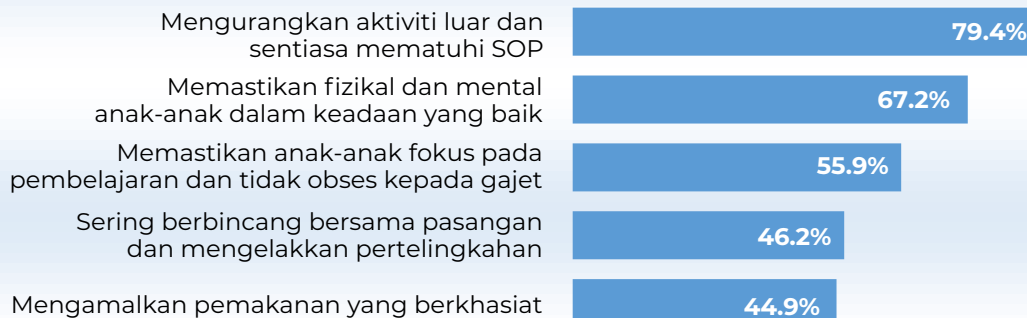 Mengurangkan aktiviti luar dan
sentiasa mematuhi SOP
79.4%
Memastikan fizikal dan mental
anak-anak dalam keadaan yang baik
67.2%
Memastikan anak-anak fokus pada
pembelajaran dan tidak obses kepada gajet
55.9%
Sering berbincang bersama pasangan
dan mengelakkan pertelingkahan
46.2%
Mengamalkan pemakanan yang berkhasiat
44.9%